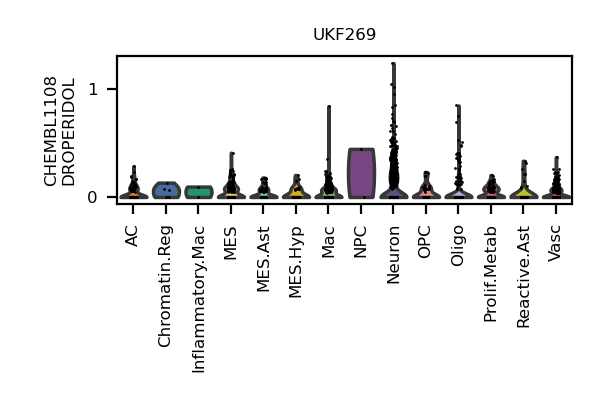 UKF269
CHEMBL1108
DROPERIDOL
1
0
AC
Chromatin.Reg
Inflammatory.Mac
MES
MES.Ast
MES.Hyp
Mac
NPC
Neuron
OPC
Oligo
Prolif.Metab
Reactive.Ast
Vasc